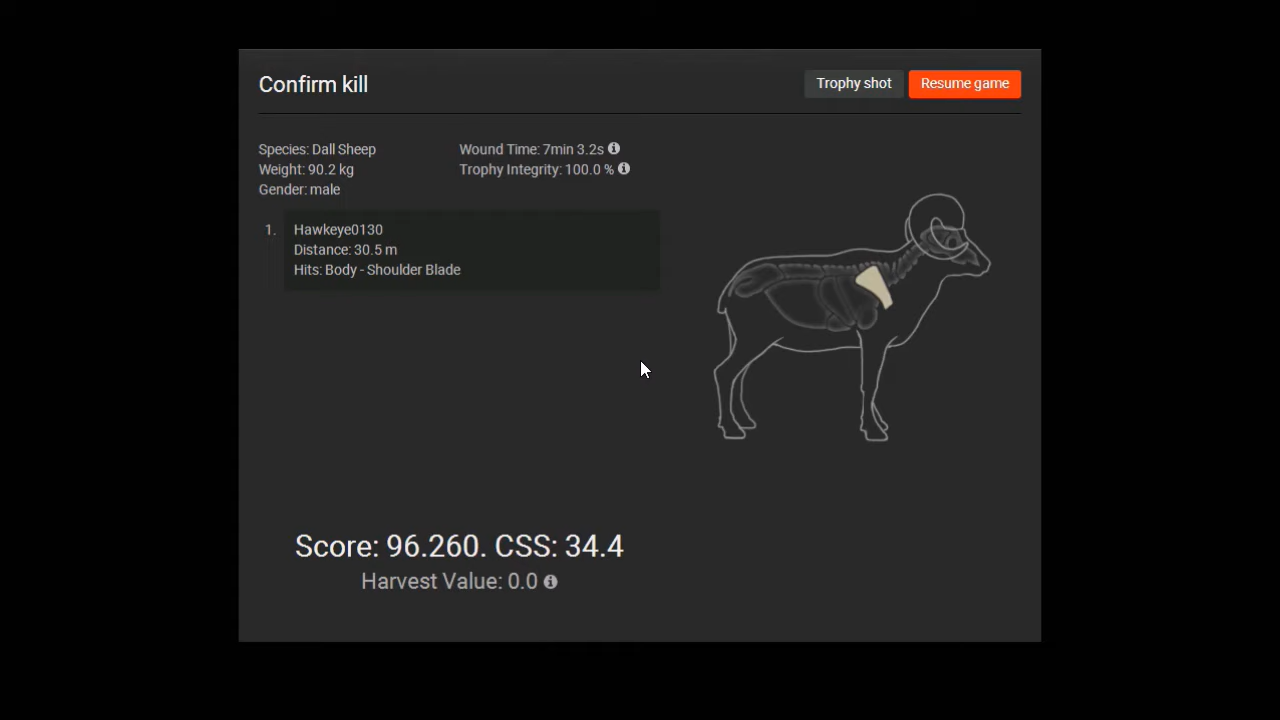 Confirm kill
Trophy shot
Resume game
Species: Dall Sheep
Weight: 90.2 kg
Gender: male
Wound Time: 7min 3.2s
Trophy Integrity: 100.0 %
1.
Hawkeye0130
Distance: 30.5 m
Hits: Body - Shoulder Blade
Score: 96.260. CSS: 34.4
Harvest Value: 0.0